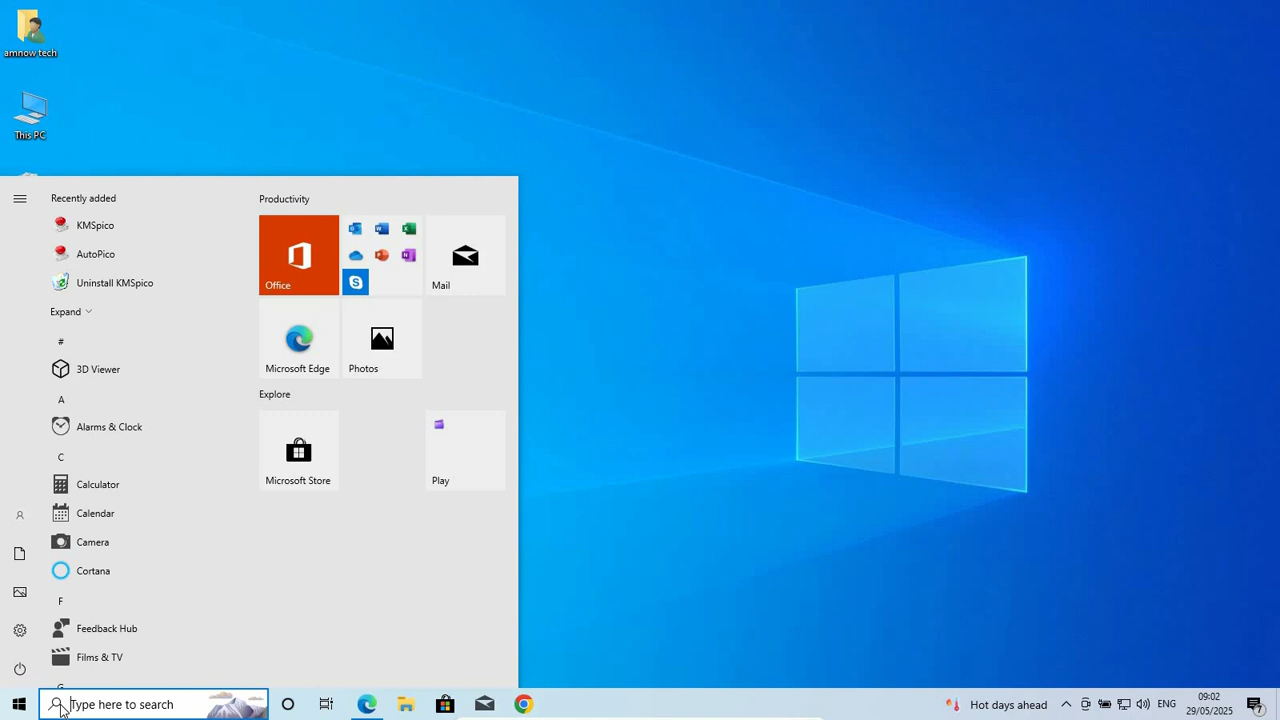 amnow tech
This PC
Recently added
KMSpico
AutoPico
Uninstall KMSpico
Expand
#
3D Viewer
A
Alarms & Clock
C
Calculator
Calendar
Camera
Cortana
F
Feedback Hub
Films & TV
Productivity
Office
Mail
Microsoft Edge
Photos
Explore
Microsoft Store
Play
Type here to search
Hot days ahead
ENG
09:02
29/05/2025
7